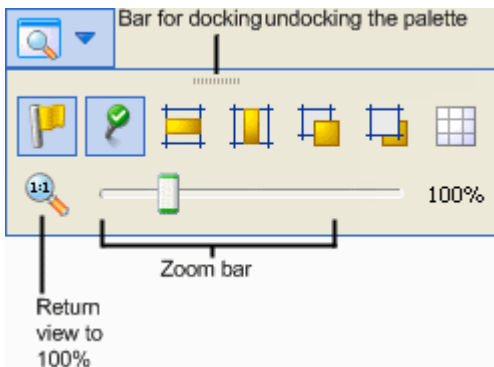 Bar for docking undocking the palette
1:1
100%
Zoom bar
Return
view to
100%